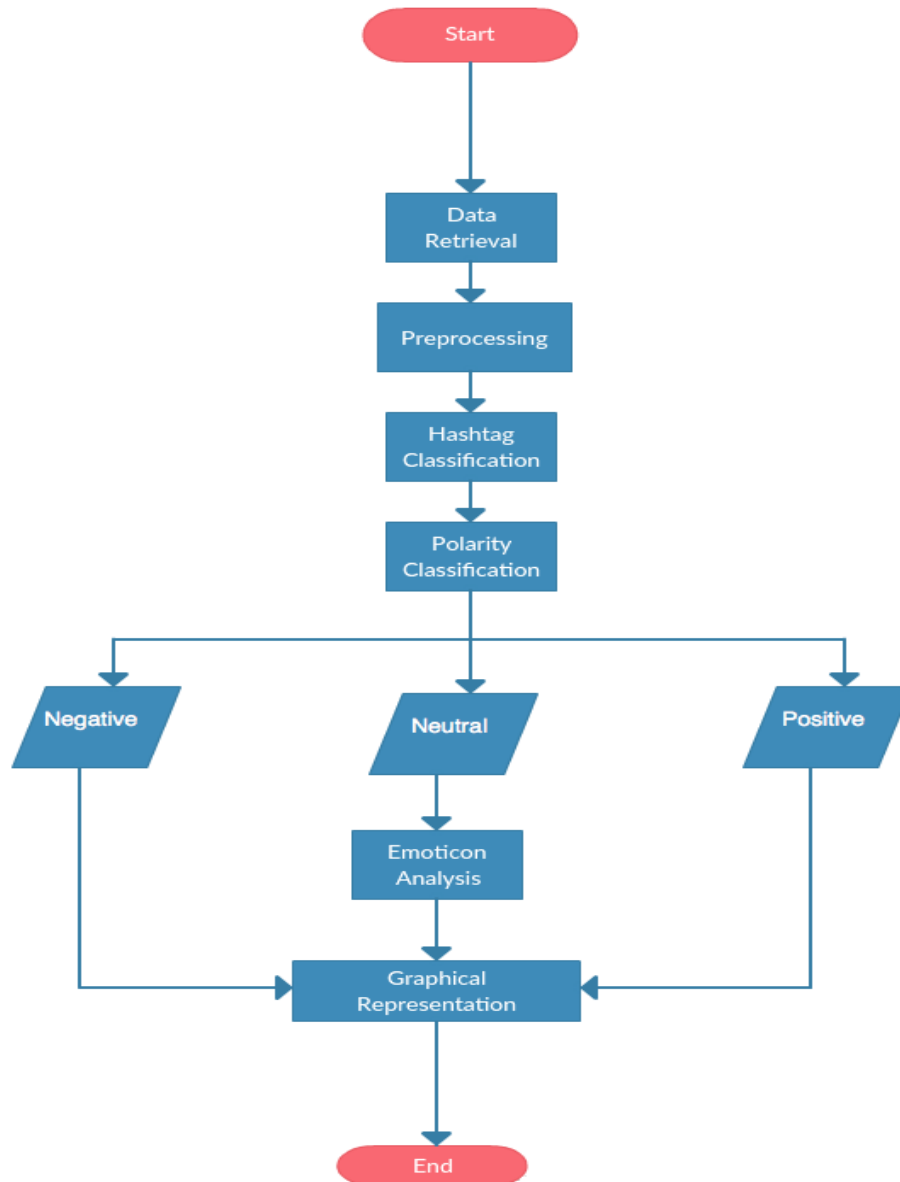 Start
Data
Retrieval
Preprocessing
Hashtag
Classification
Polarity
Classification
Negative
Neutral
Positive
Emoticon
Analysis
Graphical
Representation
End